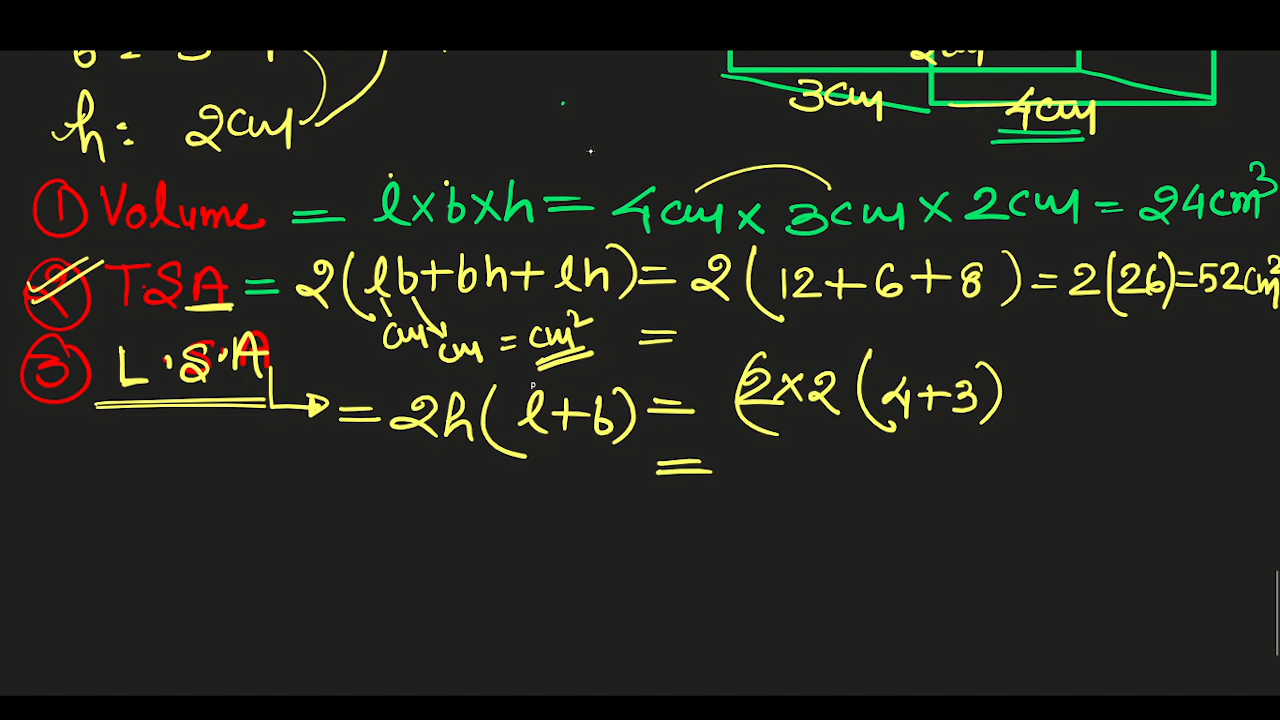 2cm
3cm
4cm
h: 2cm
① Volume = l×b×h = 4cm × 3cm × 2cm = 24cm³
② T.S.A = 2(lb+bh+lh) = 2(12+6+8) = 2(26) = 52cm²
cm cm = cm² =
③ L.S.A
= 2h(l+b) = 2×2(4+3)
=